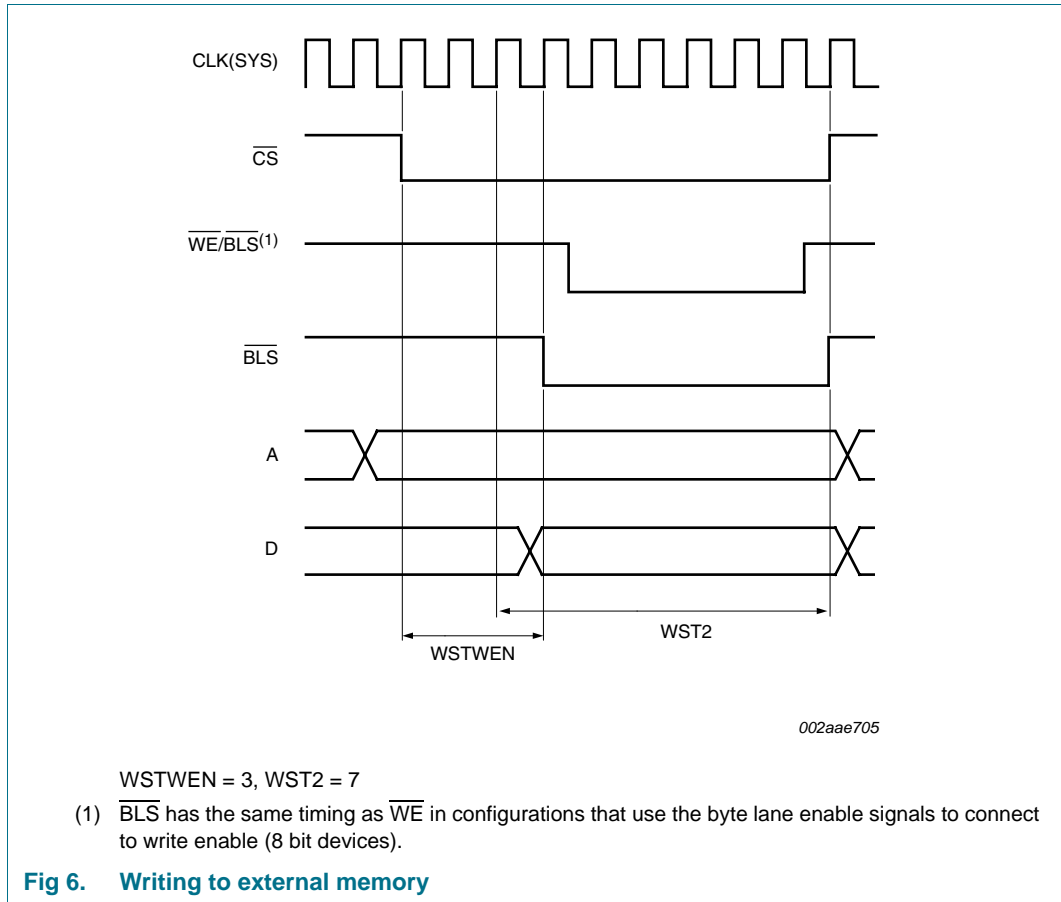 CLK(SYS)
CS
WE/BLS(1)
BLS
A
D
WST2
WSTWEN
002aae705
WSTWEN = 3, WST2 = 7
(1) BLS has the same timing as WE in configurations that use the byte lane enable signals to connect
to write enable (8 bit devices).
Fig 6. Writing to external memory